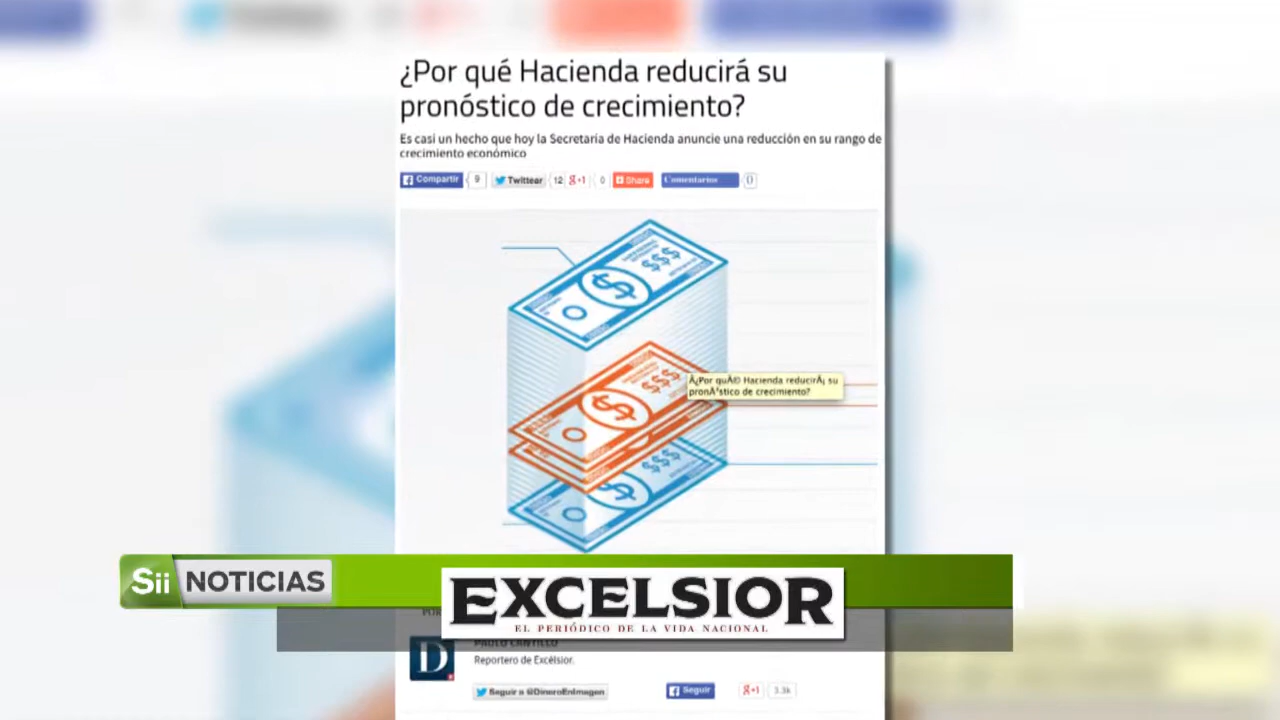 ¿Por qué Hacienda reducirá su
pronóstico de crecimiento?
Es casi un hecho que hoy la Secretaría de Hacienda anuncie una reducción en su rango de
crecimiento económico
Compartir 9 Twittear 12 g+1 0 Share Comentarios 0
$ $$$
$ $$$
Â¿Por quÃ© Hacienda reducirÃ¡ su
pronÃ³stico de crecimiento?
$ $$$
Sii NOTICIAS
EXCELSIOR
EL PERIÓDICO DE LA VIDA NACIONAL
D
PAULO CANTILLO
Reportero de Excélsior.
Seguir a @DineroEnImagen Seguir g+1 3.3k